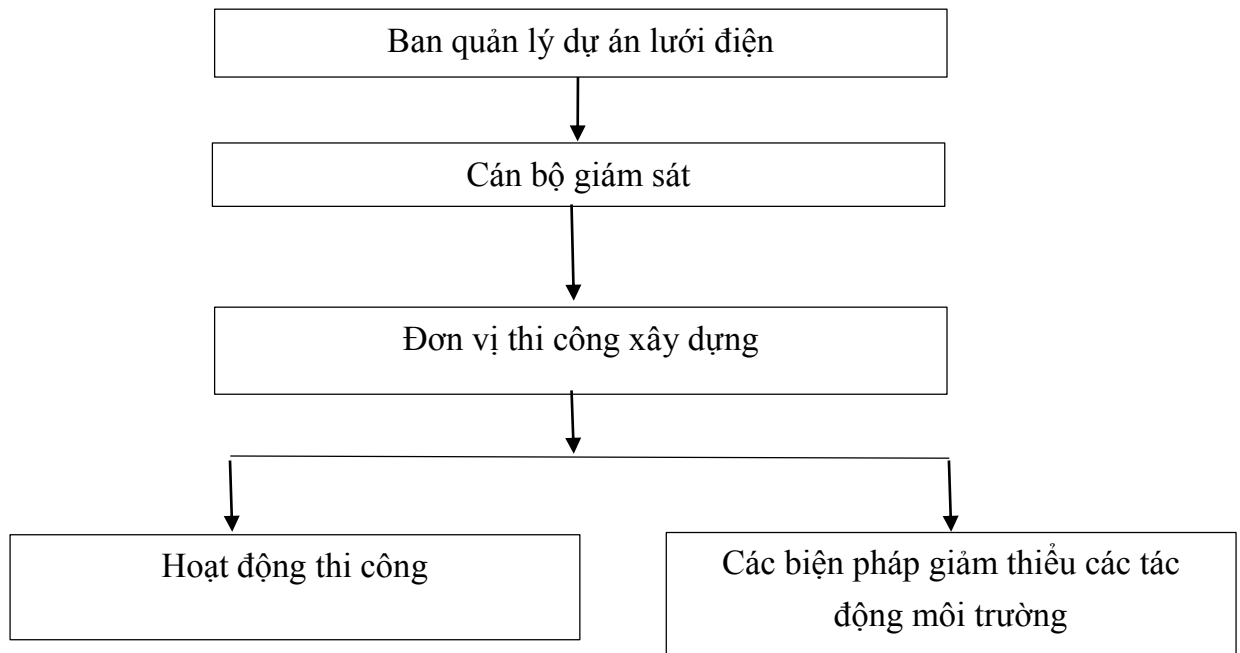 Ban quản lý dự án lưới điện
Cán bộ giám sát
Đơn vị thi công xây dựng
Hoạt động thi công
Các biện pháp giảm thiểu các tác
động môi trường